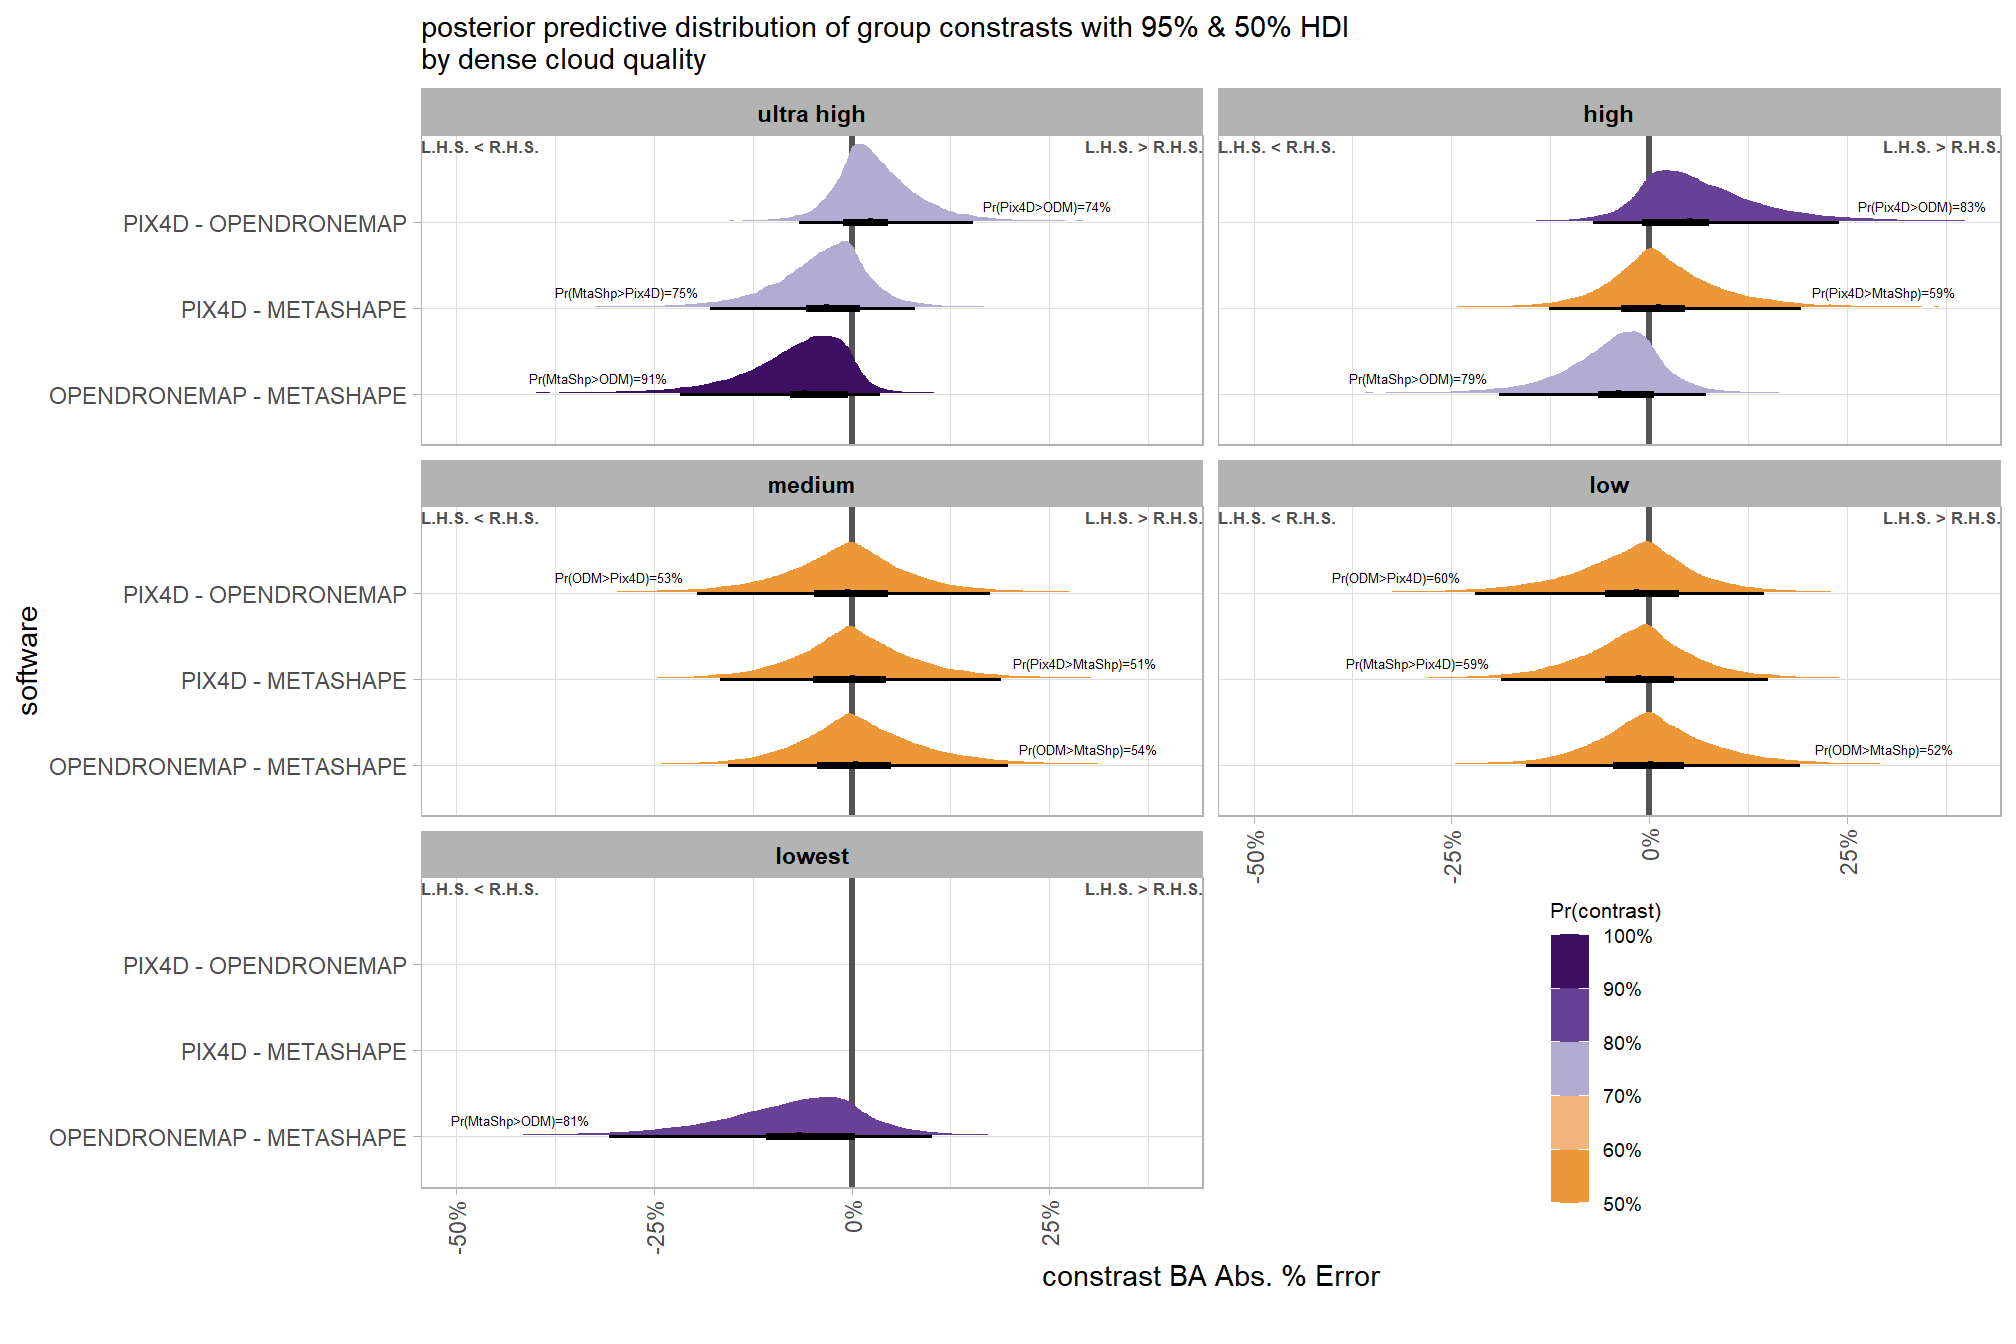 posterior predictive distribution of group constrasts with 95% & 50% HDI
by dense cloud quality
ultra high
L.H.S. < R.H.S.
L.H.S. > R.H.S.
PIX4D - OPENDRONEMAP
Pr(Pix4D>ODM)=74%
PIX4D - METASHAPE
Pr(MtaShp>Pix4D)=75%
OPENDRONEMAP - METASHAPE
Pr(MtaShp>ODM)=91%
high
L.H.S. < R.H.S.
L.H.S. > R.H.S.
Pr(Pix4D>ODM)=83%
Pr(Pix4D>MtaShp)=59%
Pr(MtaShp>ODM)=79%
medium
L.H.S. < R.H.S.
L.H.S. > R.H.S.
PIX4D - OPENDRONEMAP
Pr(ODM>Pix4D)=53%
PIX4D - METASHAPE
Pr(Pix4D>MtaShp)=51%
OPENDRONEMAP - METASHAPE
Pr(ODM>MtaShp)=54%
low
L.H.S. < R.H.S.
L.H.S. > R.H.S.
Pr(ODM>Pix4D)=60%
Pr(MtaShp>Pix4D)=59%
Pr(ODM>MtaShp)=52%
-50%
-25%
0%
25%
lowest
L.H.S. < R.H.S.
L.H.S. > R.H.S.
PIX4D - OPENDRONEMAP
PIX4D - METASHAPE
OPENDRONEMAP - METASHAPE
Pr(MtaShp>ODM)=81%
-50%
-25%
0%
25%
software
constrast BA Abs. % Error
Pr(contrast)
100%
90%
80%
70%
60%
50%